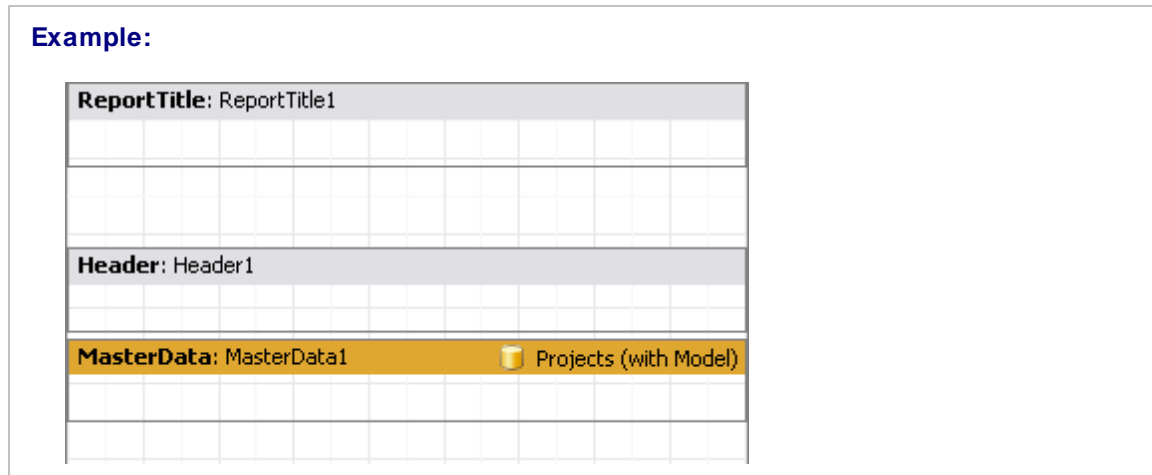 Example:
ReportTitle: ReportTitle1
Header: Header1
MasterData: MasterData1 Projects (with Model)